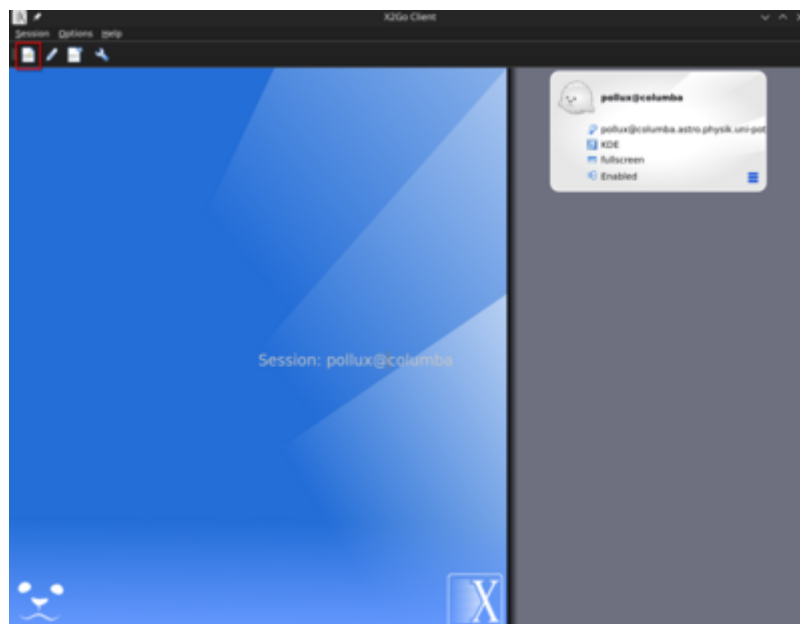 X2Go Client
Session Options Help
pollux@columba
pollux@columba.astro.physik.uni-pot
KDE
fullscreen
Enabled
Session: pollux@columba
X